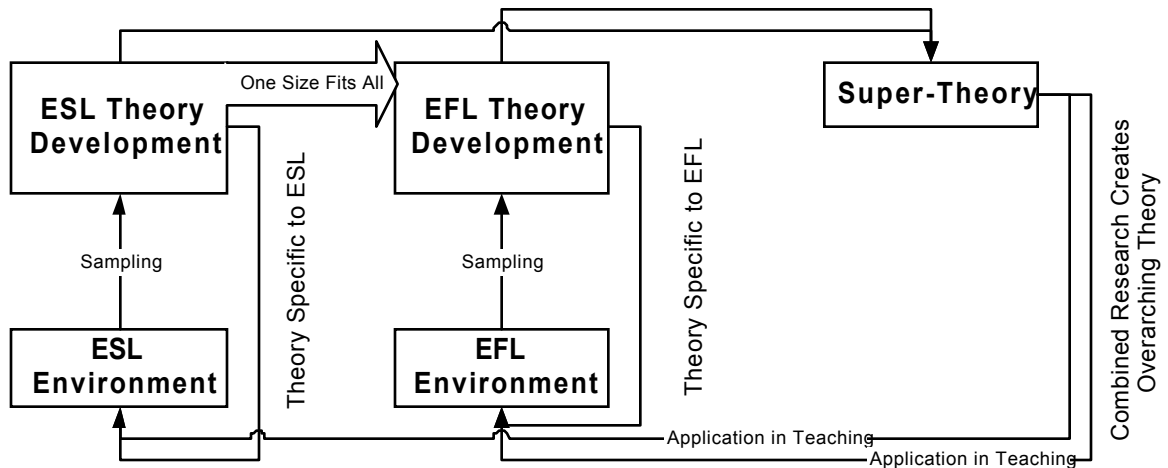 One Size Fits All
ESL Theory
Development
EFL Theory
Development
Super-Theory
Theory Specific to ESL
Theory Specific to EFL
Combined Research Creates
Overarching Theory
Sampling
Sampling
ESL
Environment
EFL
Environment
Application in Teaching
Application in Teaching